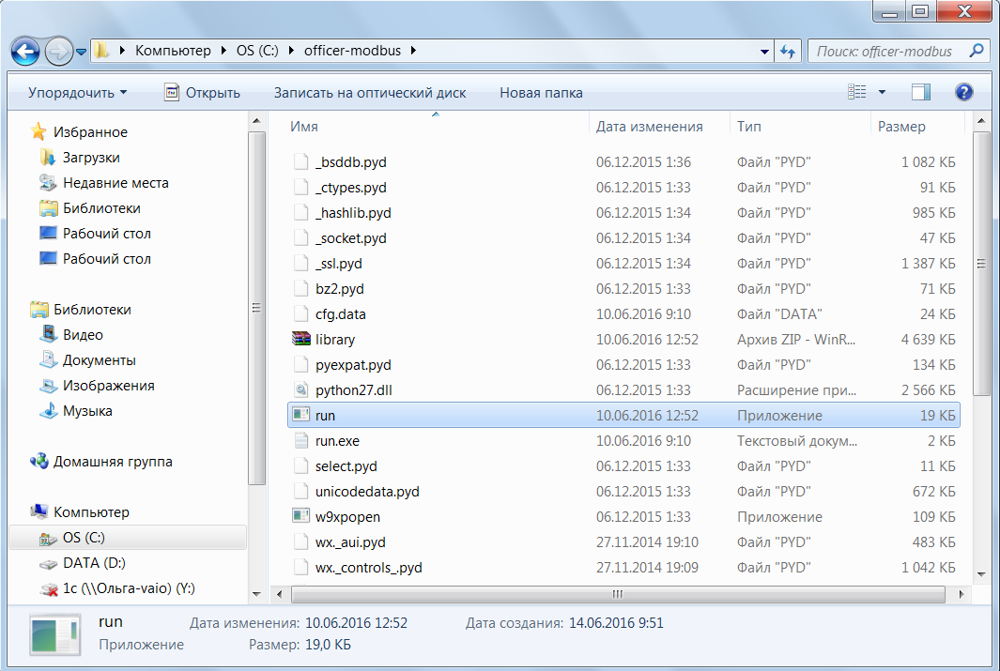 Компьютер OS (C:) officer-modbus Поиск: officer-modbus
Упорядочить Открыть Записать на оптический диск Новая папка
Избранное
Загрузки
Недавние места
Библиотеки
Рабочий стол
Рабочий стол
Библиотеки
Видео
Документы
Изображения
Музыка
Домашняя группа
Компьютер
OS (C:)
DATA (D:)
1c (\\Ольга-vaio) (Y:)
Имя Дата изменения Тип Размер
_bsddb.pyd 06.12.2015 1:36 Файл "PYD" 1 082 КБ
_ctypes.pyd 06.12.2015 1:33 Файл "PYD" 91 КБ
_hashlib.pyd 06.12.2015 1:34 Файл "PYD" 985 КБ
_socket.pyd 06.12.2015 1:34 Файл "PYD" 47 КБ
_ssl.pyd 06.12.2015 1:34 Файл "PYD" 1 387 КБ
bz2.pyd 06.12.2015 1:33 Файл "PYD" 71 КБ
cfg.data 10.06.2016 9:10 Файл "DATA" 24 КБ
library 10.06.2016 12:52 Архив ZIP - WinR... 4 639 КБ
pyexpat.pyd 06.12.2015 1:33 Файл "PYD" 134 КБ
python27.dll 06.12.2015 1:33 Расширение при... 2 566 КБ
run 10.06.2016 12:52 Приложение 19 КБ
run.exe 10.06.2016 9:10 Текстовый докум... 2 КБ
select.pyd 06.12.2015 1:33 Файл "PYD" 11 КБ
unicodedata.pyd 06.12.2015 1:33 Файл "PYD" 672 КБ
w9xpopen 06.12.2015 1:33 Приложение 109 КБ
wx._aui.pyd 27.11.2014 19:10 Файл "PYD" 483 КБ
wx._controls_.pyd 27.11.2014 19:09 Файл "PYD" 1 042 КБ
run Дата изменения: 10.06.2016 12:52 Дата создания: 14.06.2016 9:51
Приложение Размер: 19,0 КБ